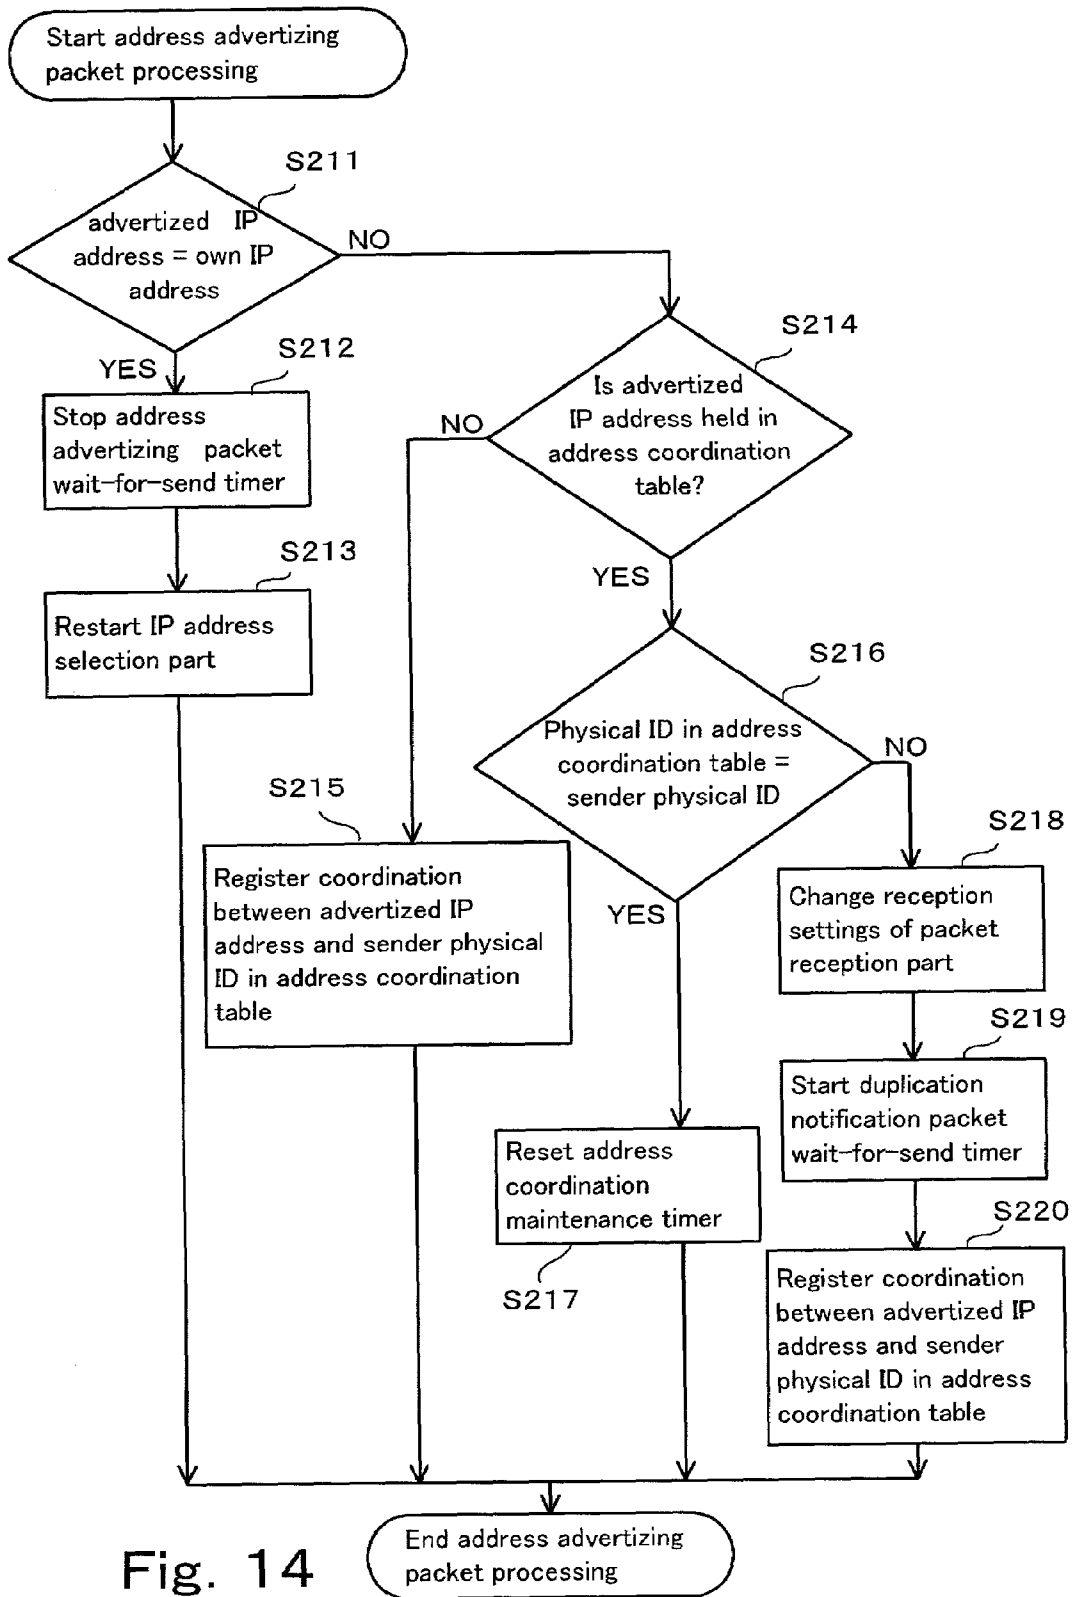 Start address advertizing
packet processing
S211
advertized IP
address = own IP
address
NO
YES
S212
Stop address
advertizing packet
wait-for-send timer
S213
Restart IP address
selection part
S214
Is advertized
IP address held in
address coordination
table?
NO
YES
S215
Register coordination
between advertized IP
address and sender physical
ID in address coordination
table
S216
Physical ID in address
coordination table =
sender physical ID
NO
YES
Reset address
coordination
maintenance timer
S217
S218
Change reception
settings of packet
reception part
S219
Start duplication
notification packet
wait-for-send timer
S220
Register coordination
between advertized IP
address and sender
physical ID in address
coordination table
End address advertizing
packet processing
Fig. 14